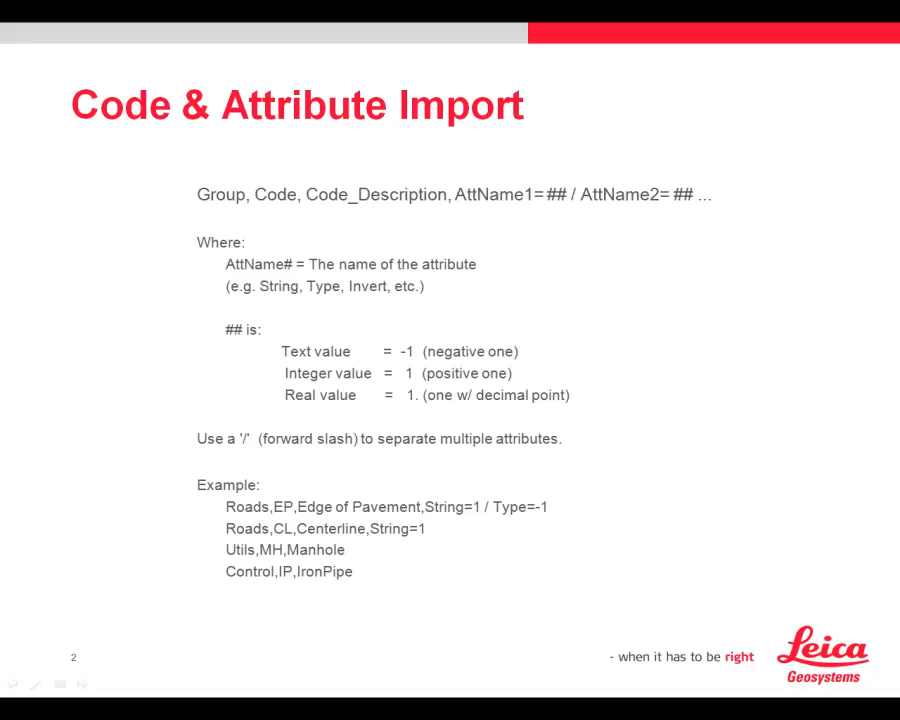 Code & Attribute Import
Group, Code, Code_Description, AttName1= ## / AttName2= ## ...
Where:
AttName# = The name of the attribute
(e.g. String, Type, Invert, etc.)
## is:
Text value = -1 (negative one)
Integer value = 1 (positive one)
Real value = 1. (one w/ decimal point)
Use a '/' (forward slash) to separate multiple attributes.
Example:
Roads,EP,Edge of Pavement,String=1 / Type=-1
Roads,CL,Centerline,String=1
Utils,MH,Manhole
Control,IP,IronPipe
2
- when it has to be right
Leica
Geosystems